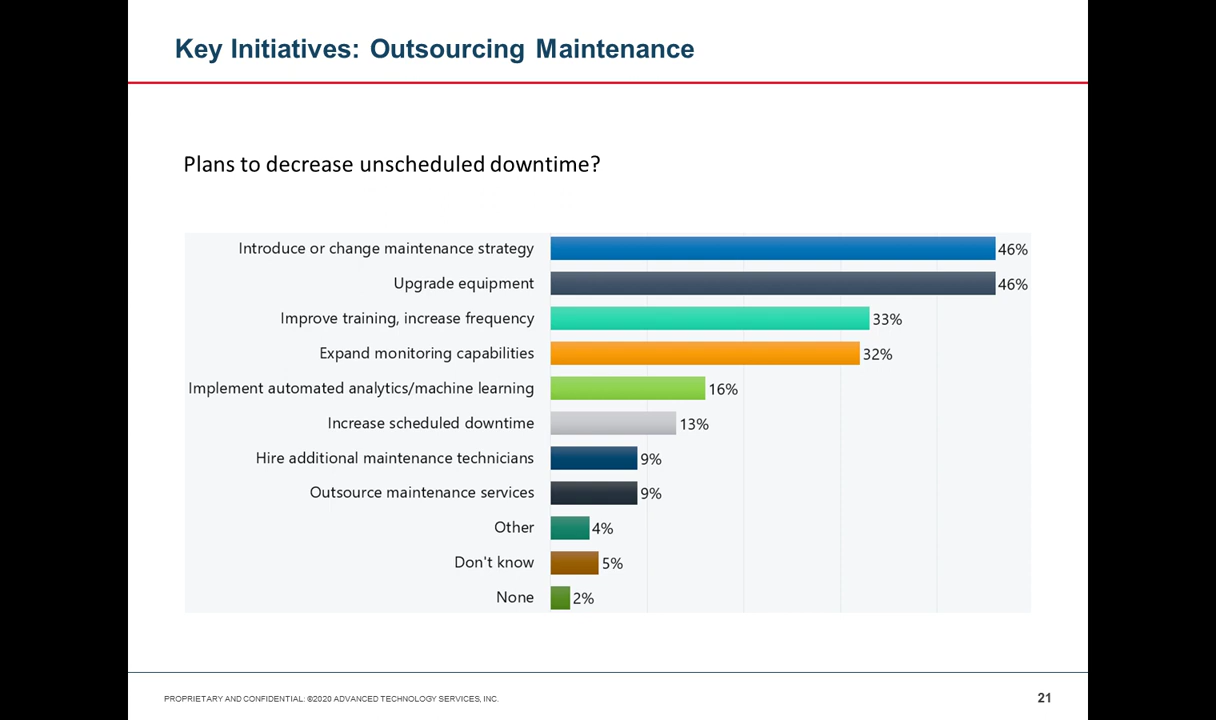 Key Initiatives: Outsourcing Maintenance
Plans to decrease unscheduled downtime?
Introduce or change maintenance strategy 46%
Upgrade equipment 46%
Improve training, increase frequency 33%
Expand monitoring capabilities 32%
Implement automated analytics/machine learning 16%
Increase scheduled downtime 13%
Hire additional maintenance technicians 9%
Outsource maintenance services 9%
Other 4%
Don't know 5%
None 2%
PROPRIETARY AND CONFIDENTIAL: ©2020 ADVANCED TECHNOLOGY SERVICES, INC. 21